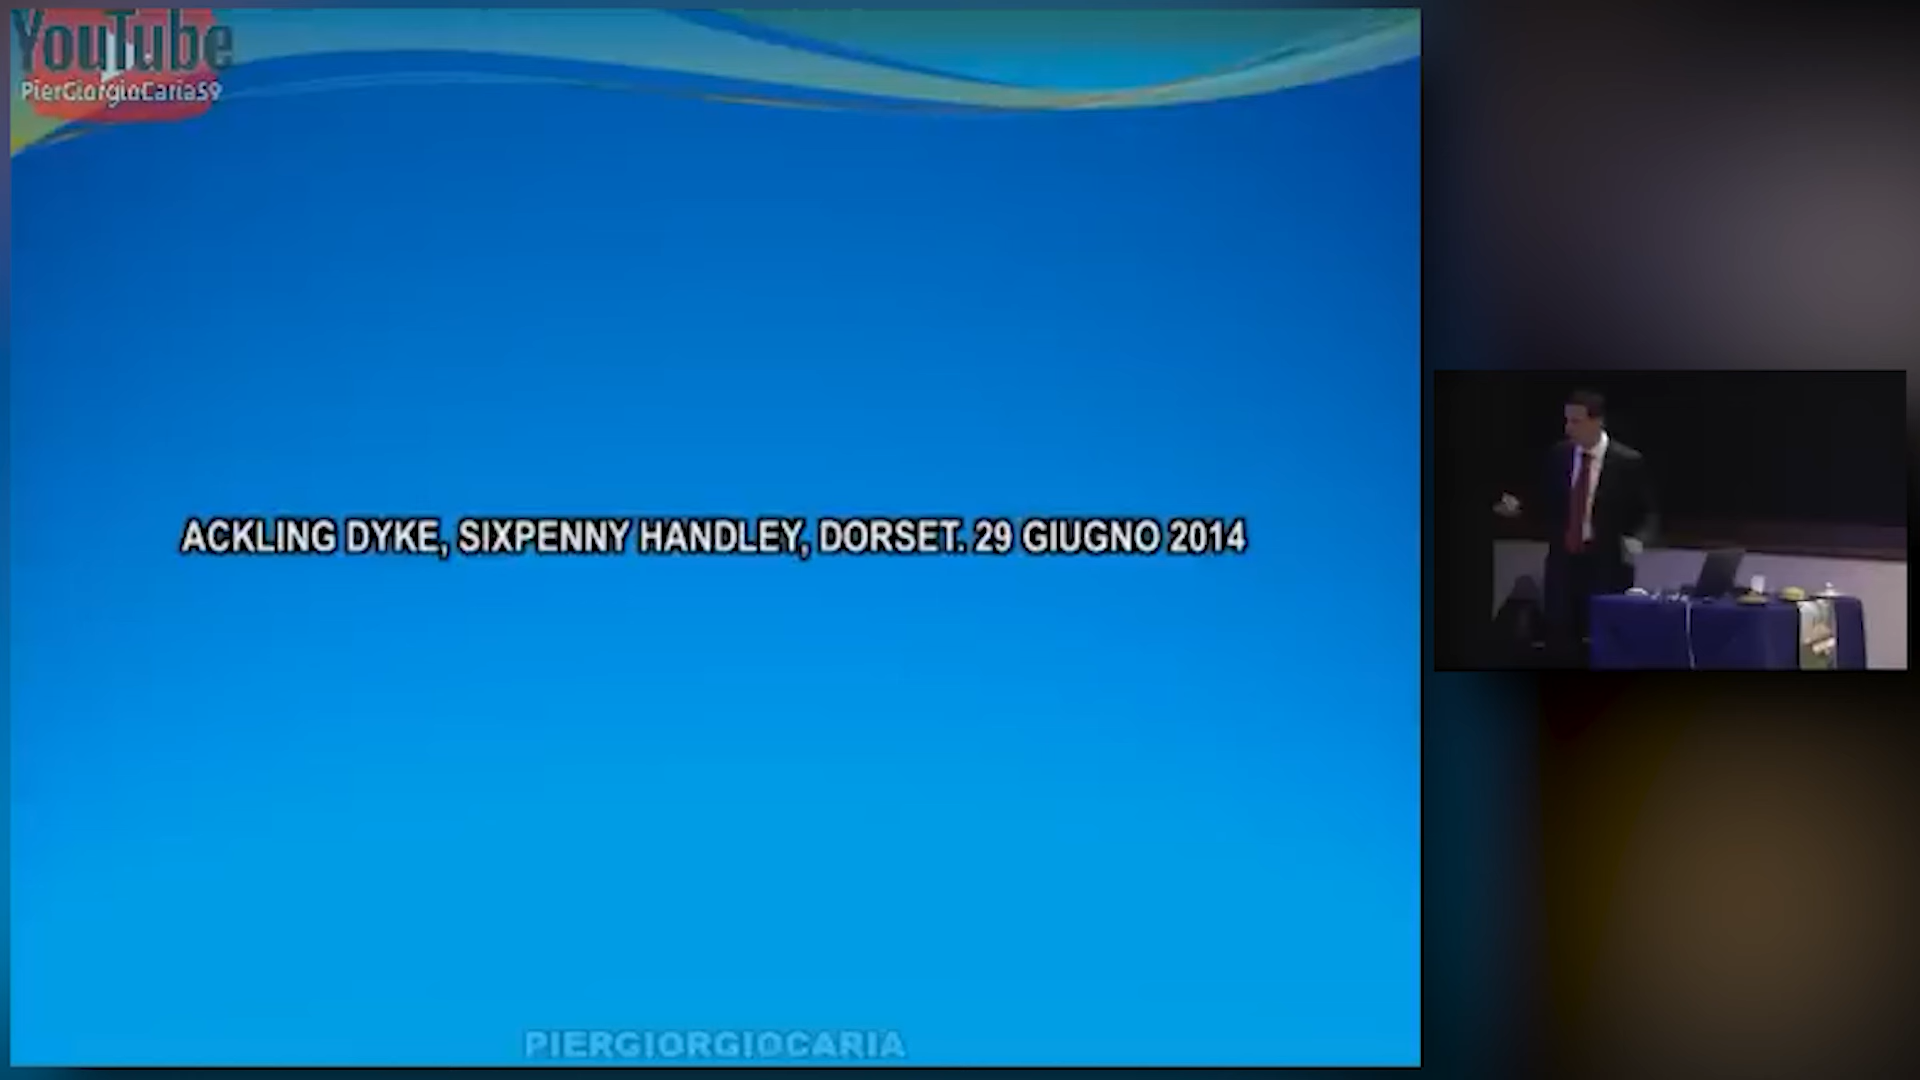 YouTube
PierGiorgioCaria59
ACKLING DYKE, SIXPENNY HANDLEY, DORSET. 29 GIUGNO 2014
PIERGIORGIOCARIA